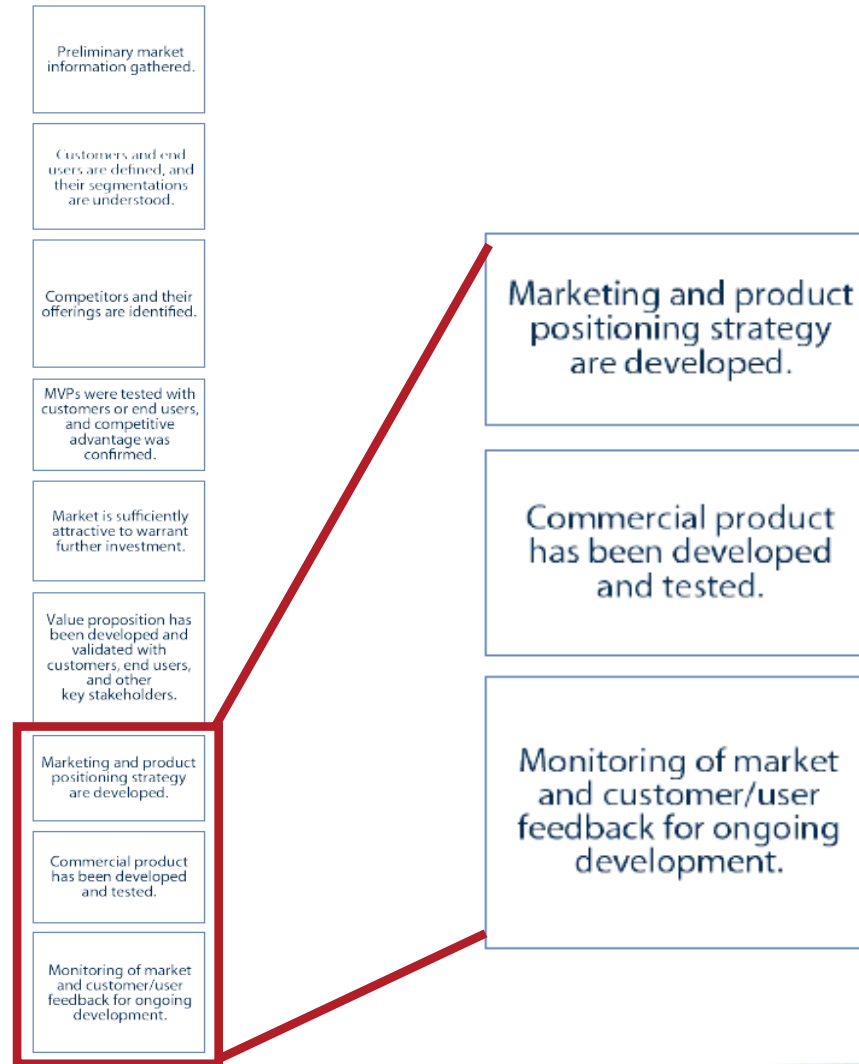 Preliminary market
information gathered.
Customers and end
users are defined, and
their segmentations
are understood.
Competitors and their
offerings are identified.
MVPs were tested with
customers or end users,
and competitive
advantage was
confirmed.
Market is sufficiently
attractive to warrant
further investment.
Value proposition has
been developed and
validated with
customers, end users,
and other
key stakeholders.
Marketing and product
positioning strategy
are developed.
Commercial product
has been developed
and tested.
Monitoring of market
and customer/user
feedback for ongoing
development.
Marketing and product
positioning strategy
are developed.
Commercial product
has been developed
and tested.
Monitoring of market
and customer/user
feedback for ongoing
development.